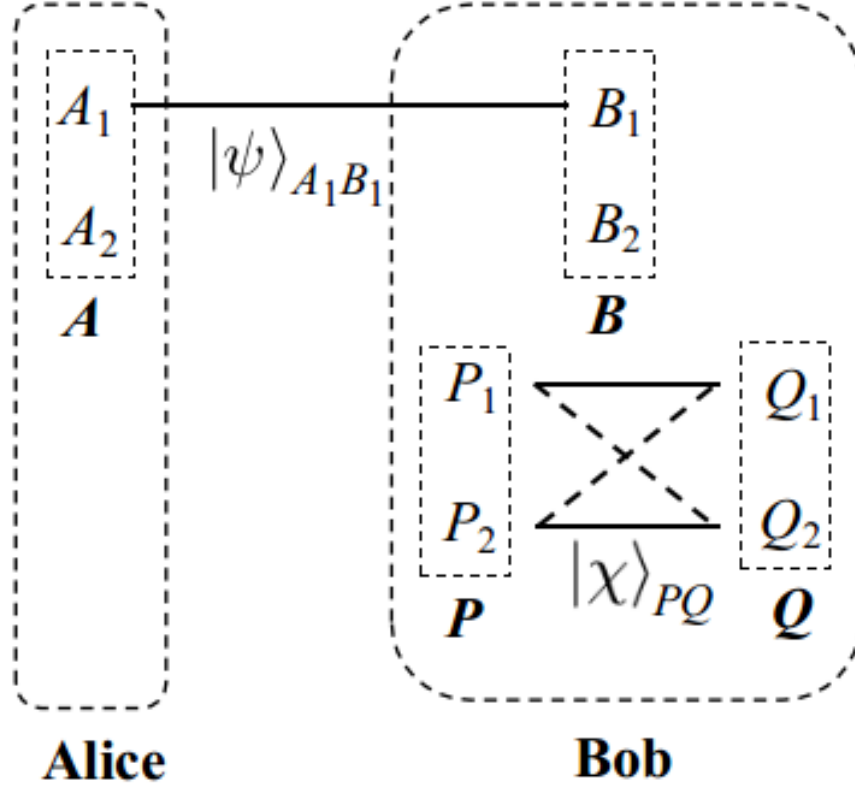 A₁ B₁
|ψ⟩A₁B₁
A₂ B₂
A B
P₁ Q₁
P₂ Q₂
|χ⟩PQ
P Q
Alice Bob